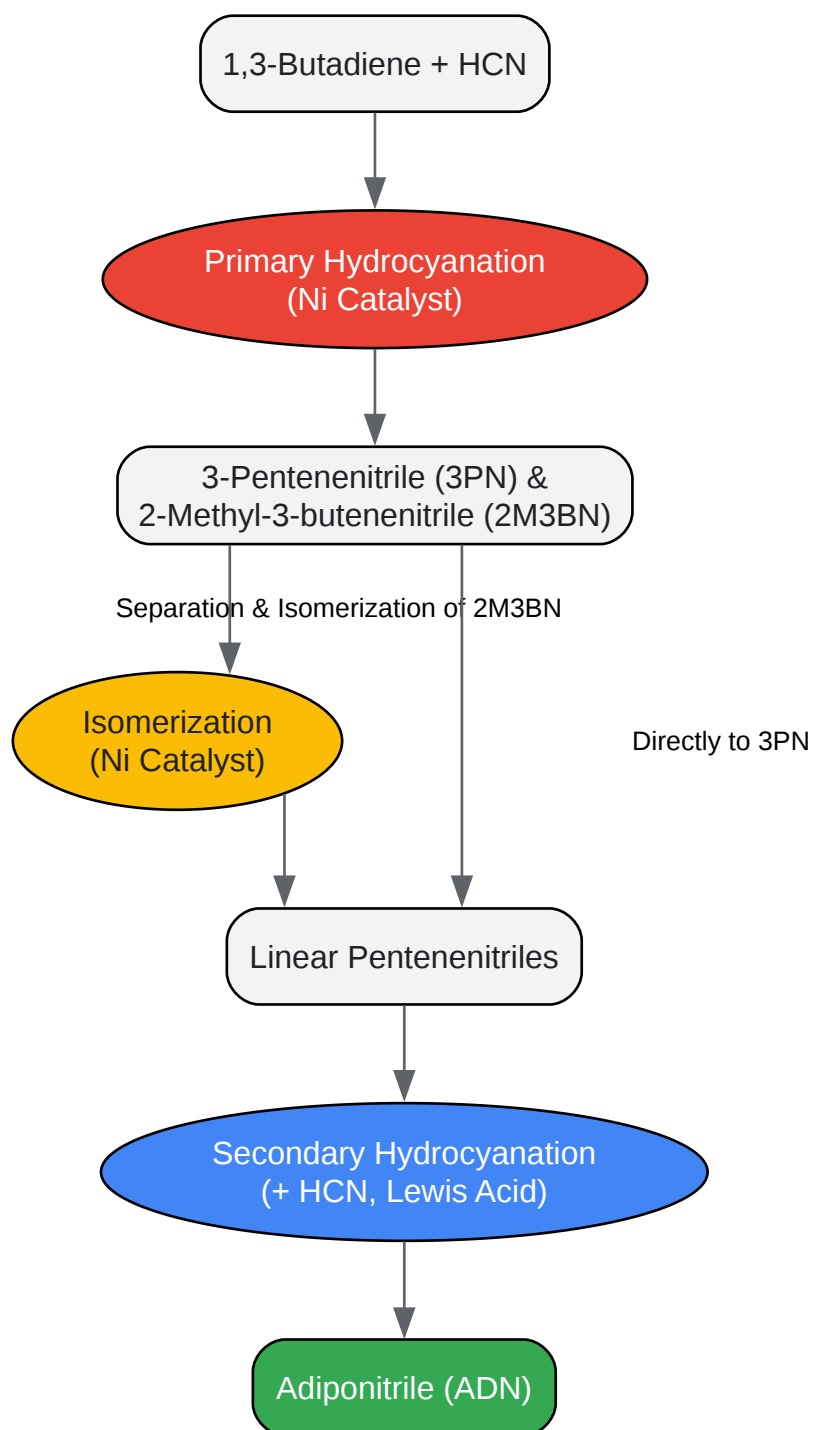 1,3-Butadiene + HCN
Primary Hydrocyanation
(Ni Catalyst)
3-Pentenenitrile (3PN) &
2-Methyl-3-butenenitrile (2M3BN)
Separation & Isomerization of 2M3BN
Isomerization
(Ni Catalyst)
Directly to 3PN
Linear Pentenenitriles
Secondary Hydrocyanation
(+ HCN, Lewis Acid)
Adiponitrile (ADN)